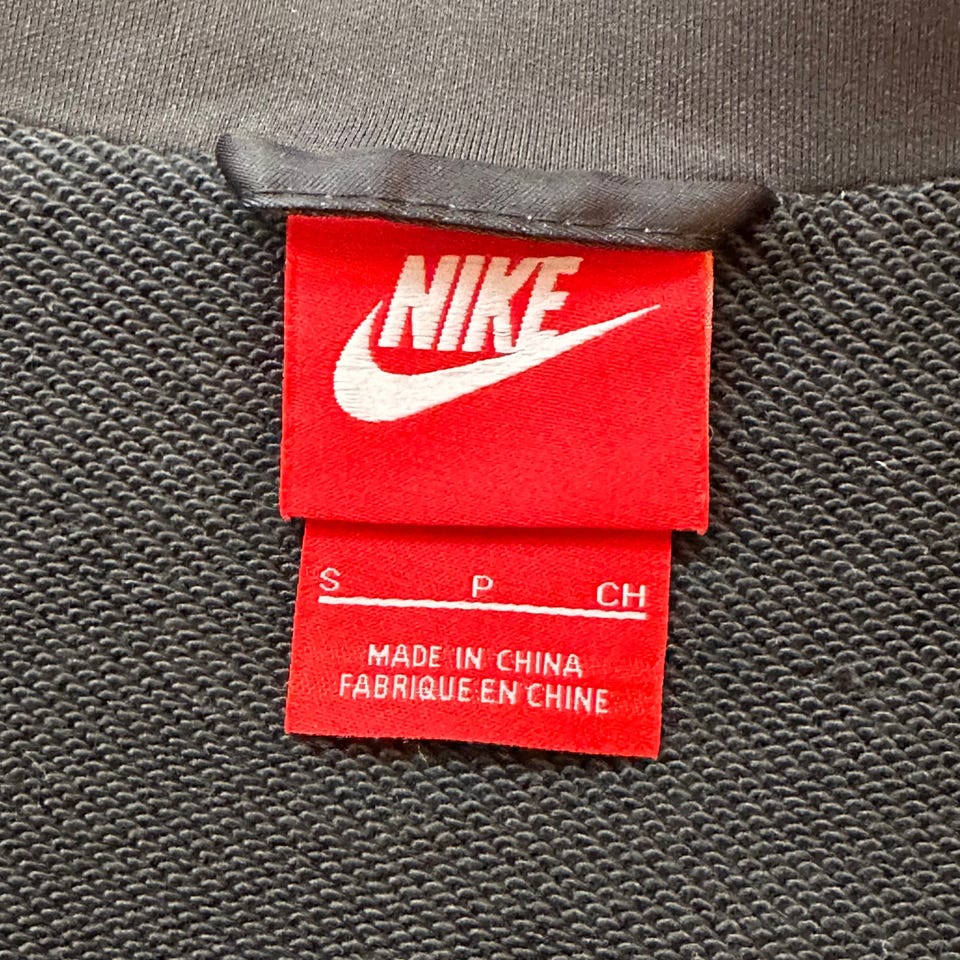 NIKE
S P CH
MADE IN CHINA
FABRIQUE EN CHINE